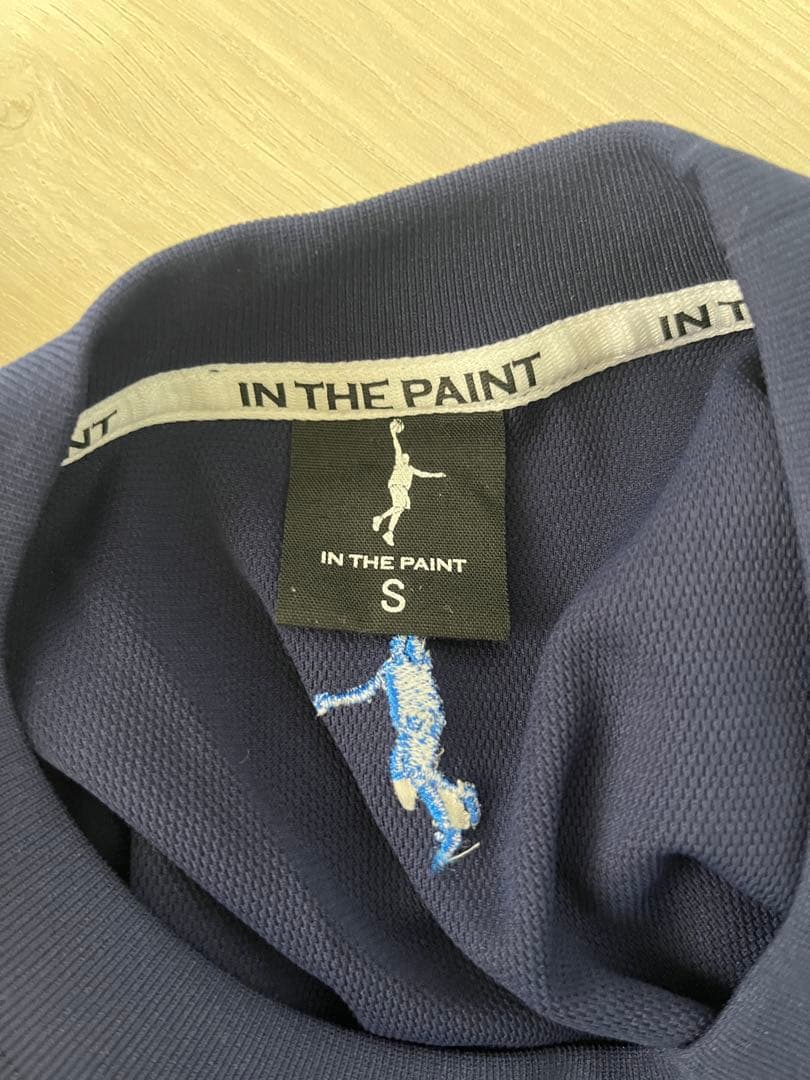 NT IN THE PAINT IN T
IN THE PAINT
S